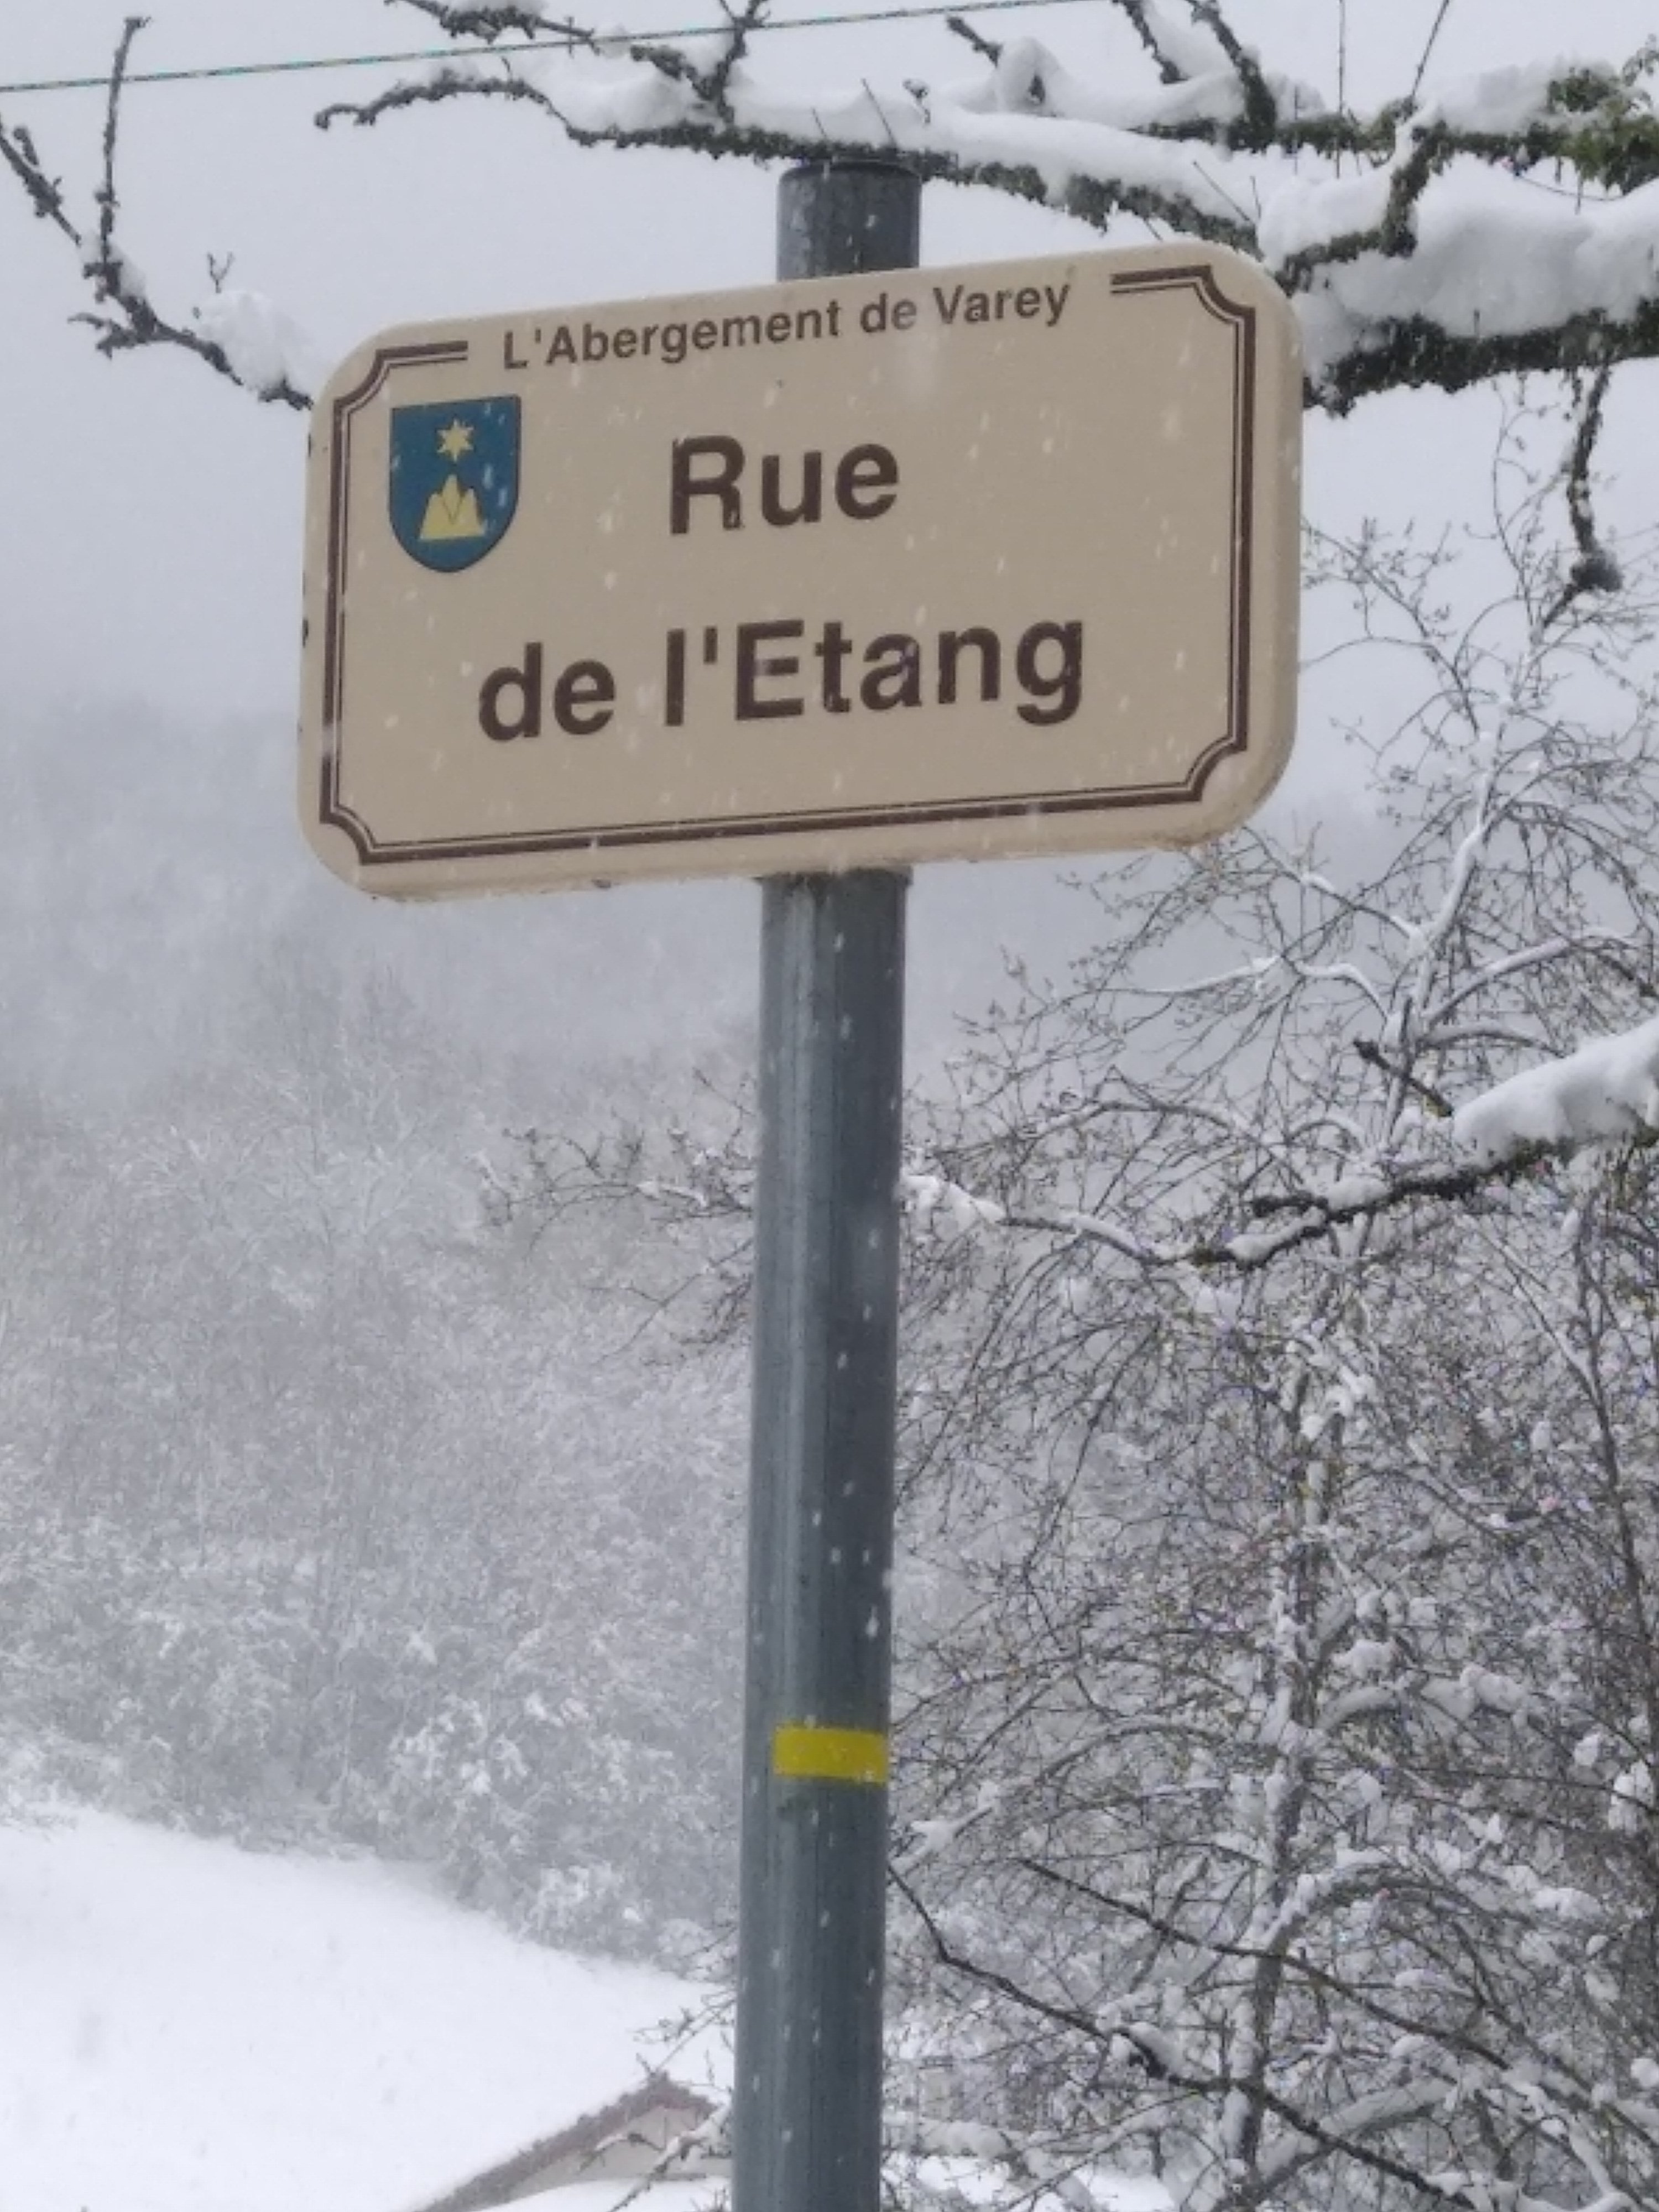 L'Abergement de Varey
Rue
de l'Etang